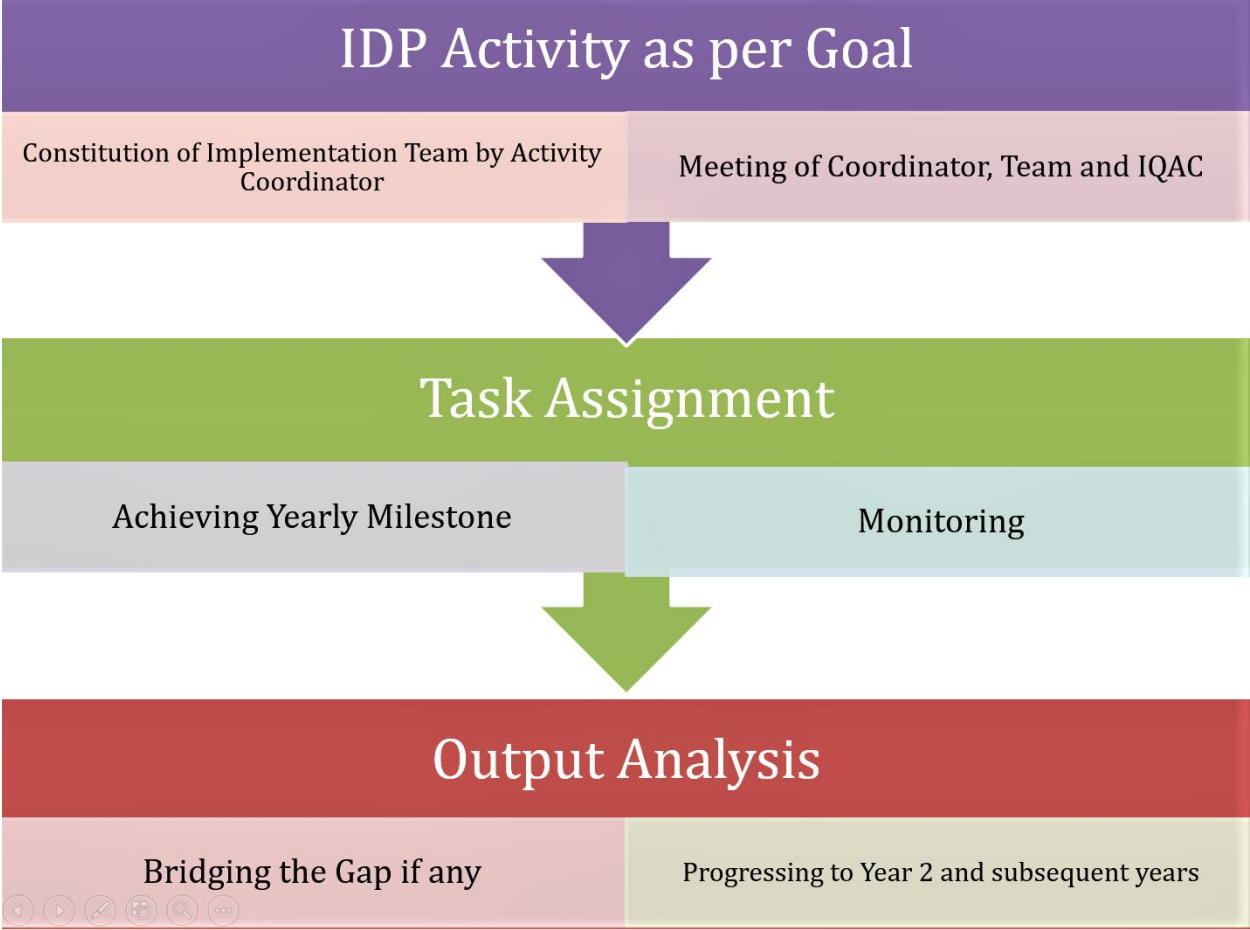 IDP Activity as per Goal
Constitution of Implementation Team by Activity
Coordinator
Meeting of Coordinator, Team and IQAC
Task Assignment
Achieving Yearly Milestone
Monitoring
Output Analysis
Bridging the Gap if any
Progressing to Year 2 and subsequent years